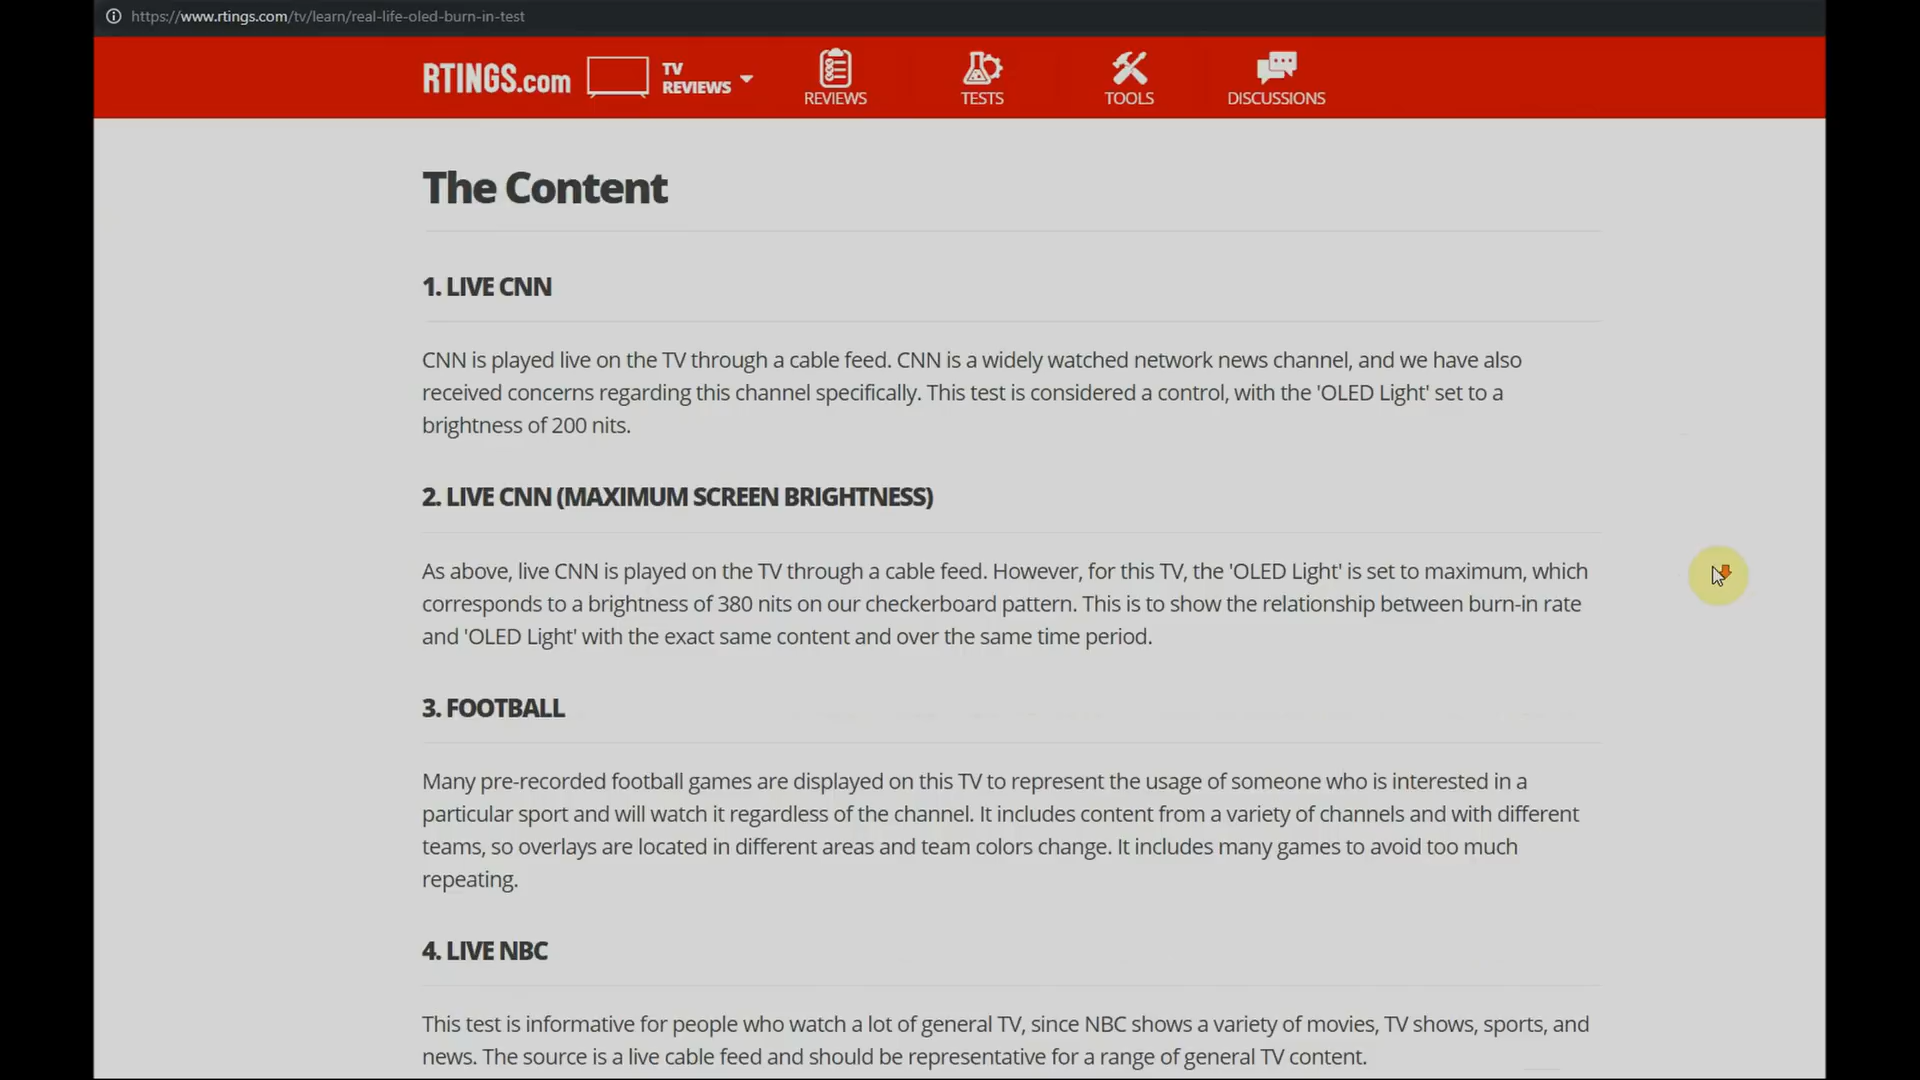 https://www.rtings.com/tv/learn/real-life-oled-burn-in-test
RTINGS.com
TV
REVIEWS
REVIEWS
TESTS
TOOLS
DISCUSSIONS
The Content
1. LIVE CNN
CNN is played live on the TV through a cable feed. CNN is a widely watched network news channel, and we have also
received concerns regarding this channel specifically. This test is considered a control, with the 'OLED Light' set to a
brightness of 200 nits.
2. LIVE CNN (MAXIMUM SCREEN BRIGHTNESS)
As above, live CNN is played on the TV through a cable feed. However, for this TV, the 'OLED Light' is set to maximum, which
corresponds to a brightness of 380 nits on our checkerboard pattern. This is to show the relationship between burn-in rate
and 'OLED Light' with the exact same content and over the same time period.
3. FOOTBALL
Many pre-recorded football games are displayed on this TV to represent the usage of someone who is interested in a
particular sport and will watch it regardless of the channel. It includes content from a variety of channels and with different
teams, so overlays are located in different areas and team colors change. It includes many games to avoid too much
repeating.
4. LIVE NBC
This test is informative for people who watch a lot of general TV, since NBC shows a variety of movies, TV shows, sports, and
news. The source is a live cable feed and should be representative for a range of general TV content.